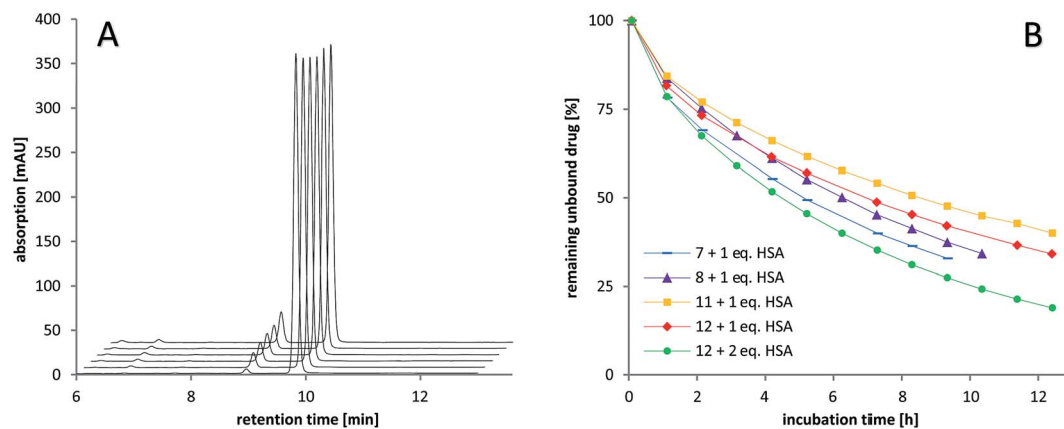 A
absorption [mAU]
400
350
300
250
200
150
100
50
0
6
8
10
12
retention time [min]
B
remaining unbound drug [%]
100
75
50
25
0
7 + 1 eq. HSA
8 + 1 eq. HSA
11 + 1 eq. HSA
12 + 1 eq. HSA
12 + 2 eq. HSA
0
2
4
6
8
10
12
incubation time [h]